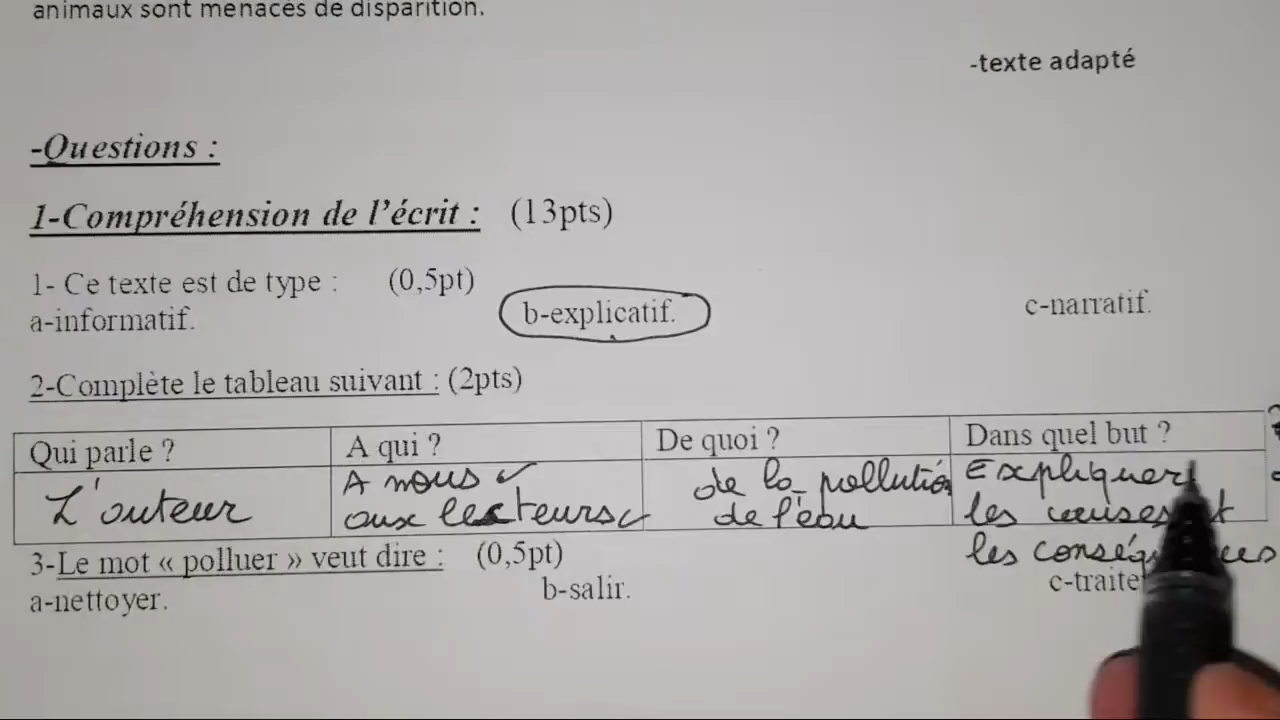 animaux sont menacés de disparition.
-texte adapté
-Questions :
1-Compréhension de l'écrit : (13pts)
1- Ce texte est de type : (0,5pt)
a-informatif. b-explicatif. c-narratif.
2-Complète le tableau suivant : (2pts)
Qui parle ? A qui ? De quoi ? Dans quel but ?
L'auteur
A nous
aux lecteurs
de la pollution
de l'eau
Expliquer
les causes
les
3-Le mot « polluer » veut dire : (0,5pt)
a-nettoyer. b-salir.